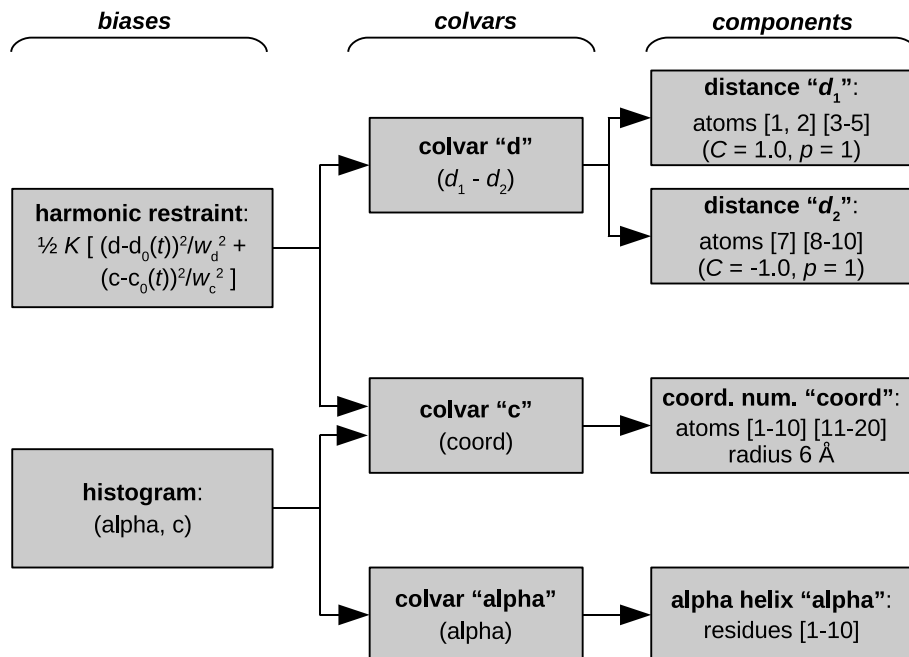 biases
colvars
components
harmonic restraint:
½ K [ (d-d₀(t))²/w_d² +
(c-c₀(t))²/w_c² ]
histogram:
(alpha, c)
colvar “d”
(d₁ - d₂)
colvar “c”
(coord)
colvar “alpha”
(alpha)
distance “d₁”:
atoms [1, 2] [3-5]
(C = 1.0, p = 1)
distance “d₂”:
atoms [7] [8-10]
(C = -1.0, p = 1)
coord. num. “coord”:
atoms [1-10] [11-20]
radius 6 Å
alpha helix “alpha”:
residues [1-10]